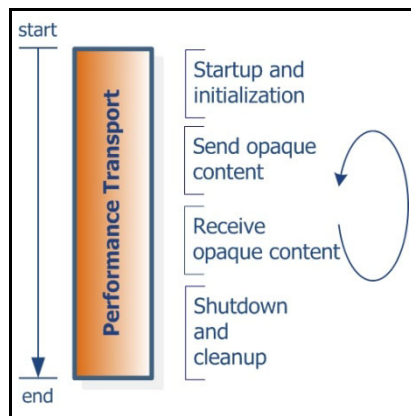 start
Performance Transport
Startup and
initialization
Send opaque
content
Receive
opaque content
Shutdown
and
cleanup
end